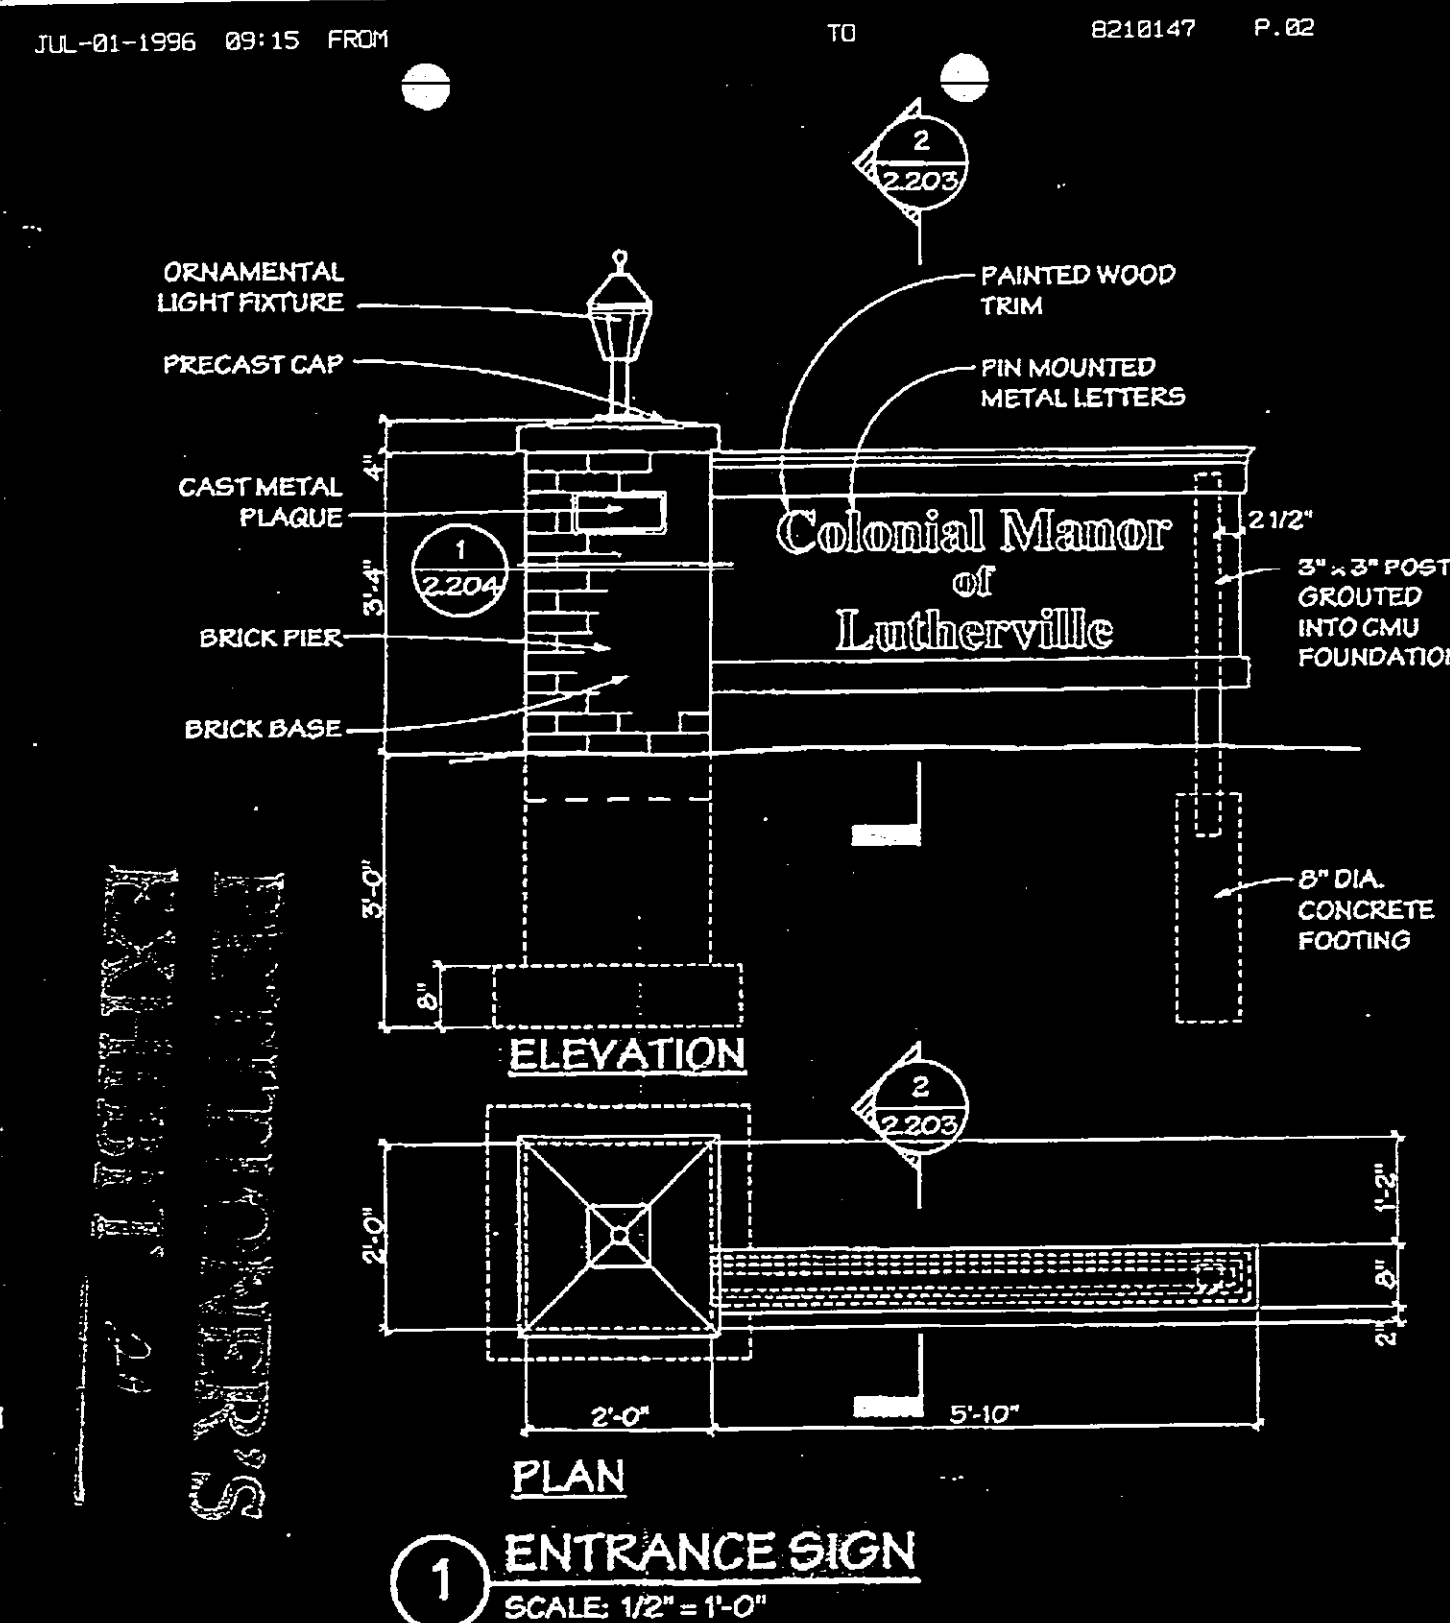 JUL-01-1996 09:15 FROM TO 8210147 P.02
2
2.203
ORNAMENTAL
LIGHT FIXTURE
PAINTED WOOD
TRIM
PRECAST CAP
PIN MOUNTED
METAL LETTERS
4"
CAST METAL
PLAQUE
Colonial Manor
of
Lutherville
2 1/2"
1
2.204
3'-4"
3" x 3" POST
GROUTED
INTO CMU
FOUNDATION
BRICK PIER
BRICK BASE
3'-0"
8" DIA.
CONCRETE
FOOTING
8"
ELEVATION
PETITIONER'S
EXHIBIT
2
2.203
2'-0"
1'-2"
8"
2"
2'-0"
5'-10"
PLAN
1
ENTRANCE SIGN
SCALE: 1/2" = 1'-0"